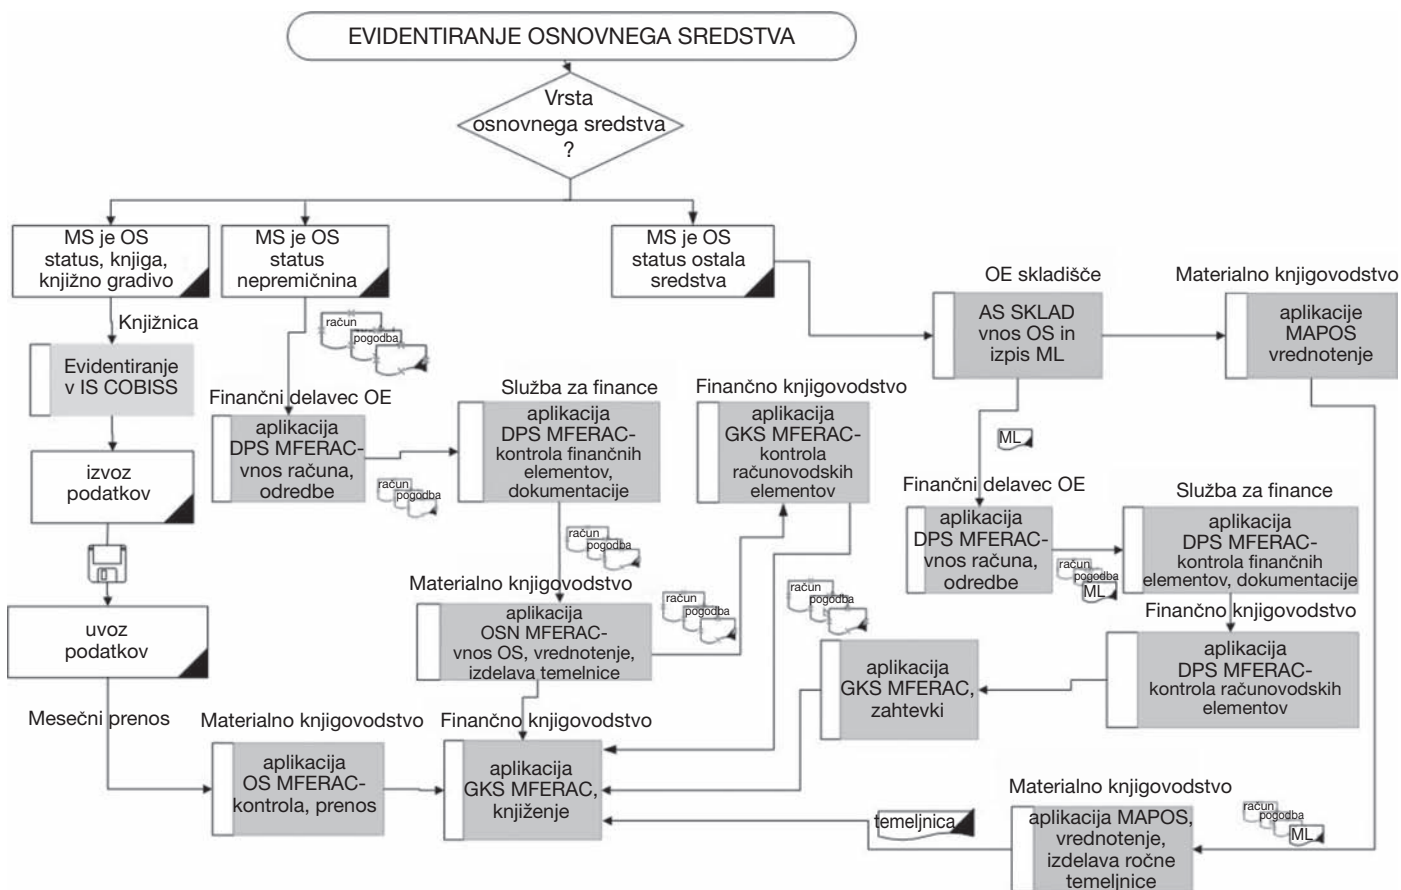 EVIDENTIRANJE OSNOVNEGA SREDSTVA
Vrsta
osnovnega sredstva
?
MS je OS
status, knjiga,
knjižno gradivo
MS je OS
status
nepremičnina
MS je OS
status ostala
sredstva
OE skladišče
AS SKLAD
vnos OS in
izpis ML
Materialno knjigovodstvo
aplikacije
MAPOS
vrednotenje
Knjižnica
Evidentiranje
v IS COBISS
račun
pogodba
Finančni delavec OE
aplikacija
DPS MFERAC-
vnos računa,
odredbe
račun
pogodba
Služba za finance
aplikacija
DPS MFERAC-
kontrola finančnih
elementov,
dokumentacije
Finančno knjigovodstvo
aplikacija
GKS MFERAC-
kontrola
računovodskih
elementov
ML
izvoz
podatkov
račun
pogodba
Finančni delavec OE
aplikacija
DPS MFERAC-
vnos računa,
odredbe
račun
pogodba
ML
Služba za finance
aplikacija
DPS MFERAC-
kontrola finančnih
elementov, dokumentacije
uvoz
podatkov
Materialno knjigovodstvo
aplikacija
OSN MFERAC-
vnos OS, vrednotenje,
izdelava temelnice
račun
pogodba
račun
pogodba
Finančno knjigovodstvo
aplikacija
DPS MFERAC-
kontrola računovodskih
elementov
aplikacija
GKS MFERAC,
zahtevki
Mesečni prenos
Materialno knjigovodstvo
aplikacija
OS MFERAC-
kontrola, prenos
Finančno knjigovodstvo
aplikacija
GKS MFERAC,
knjiženje
temeljnica
Materialno knjigovodstvo
aplikacija MAPOS,
vrednotenje,
izdelava ročne
temeljnice
račun
pogodba
ML